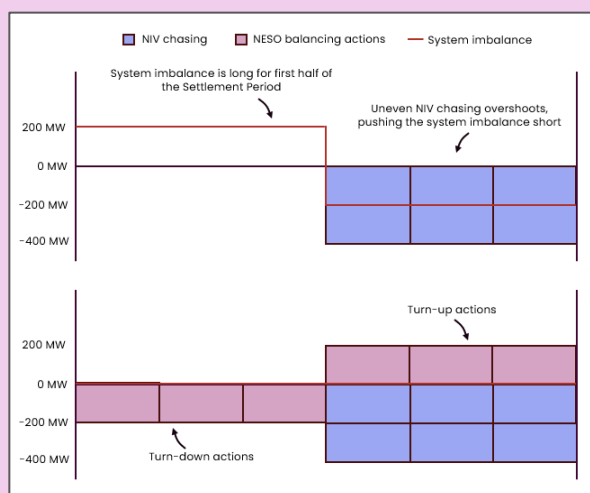 NIV chasing
NESO balancing actions
System imbalance
System imbalance is long for first half of
the Settlement Period
Uneven NIV chasing overshoots,
pushing the system imbalance short
200 MW
0 MW
-200 MW
-400 MW
Turn-up actions
200 MW
0 MW
-200 MW
-400 MW
Turn-down actions